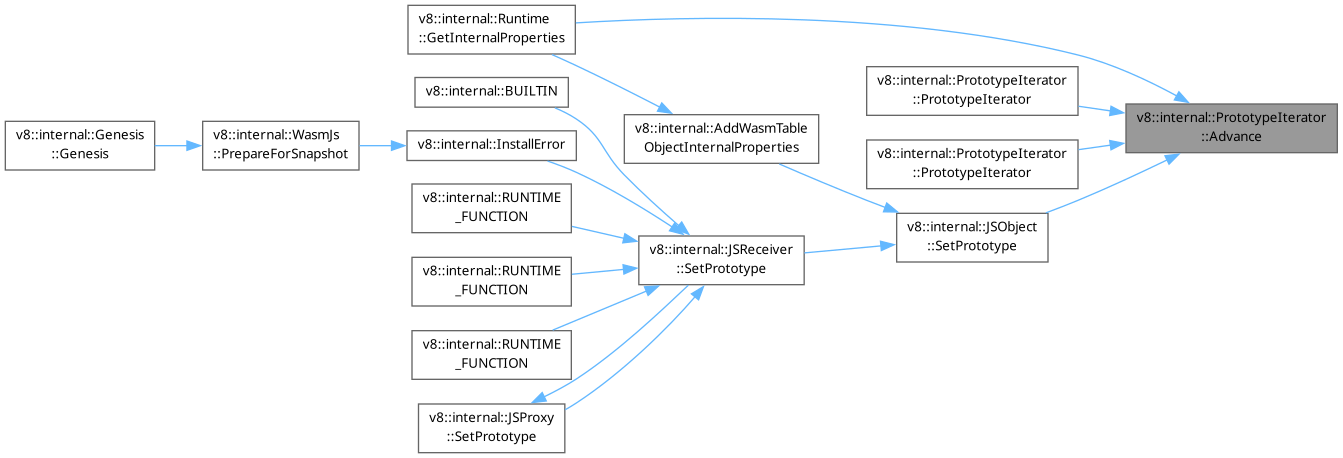 v8::internal::Runtime
::GetInternalProperties
v8::internal::PrototypeIterator
::PrototypeIterator
v8::internal::BUILTIN
v8::internal::PrototypeIterator
::Advance
v8::internal::AddWasmTable
ObjectInternalProperties
v8::internal::Genesis
::Genesis
v8::internal::WasmJs
::PrepareForSnapshot
v8::internal::InstallError
v8::internal::PrototypeIterator
::PrototypeIterator
v8::internal::RUNTIME
_FUNCTION
v8::internal::JSObject
::SetPrototype
v8::internal::JSReceiver
::SetPrototype
v8::internal::RUNTIME
_FUNCTION
v8::internal::RUNTIME
_FUNCTION
v8::internal::JSProxy
::SetPrototype